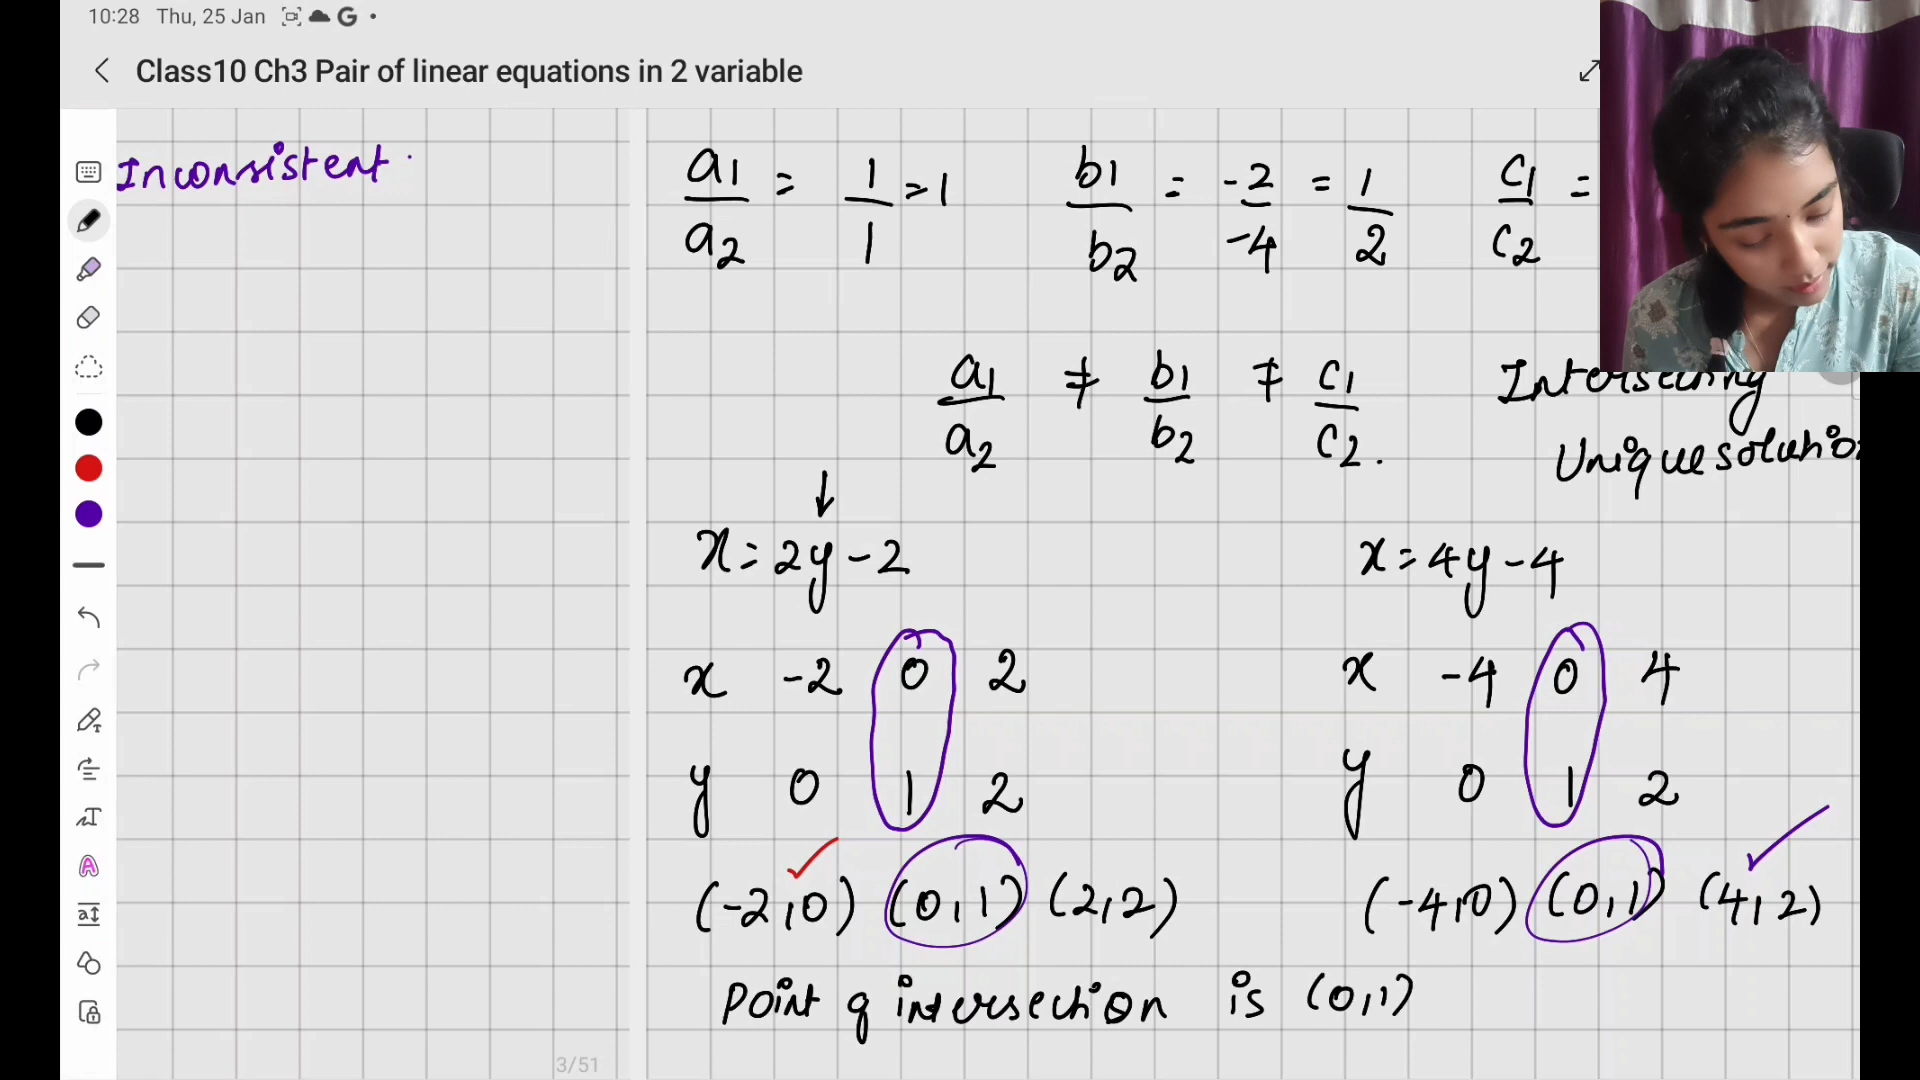 10:28 Thu, 25 Jan
Class10 Ch3 Pair of linear equations in 2 variable
Inconsistent
a1/a2 = 1/1 = 1 b1/b2 = -2/-4 = 1/2 c1/c2 =
a1/a2 ≠ b1/b2 ≠ c1/c2. Intersecting
Unique solution
↓
x = 2y - 2 x = 4y - 4
x -2 0 2 x -4 0 4
y 0 1 2 y 0 1 2
(-2,0) (0,1) (2,2) (-4,0) (0,1) (4,2)
point of intersection is (0,1)
3/51